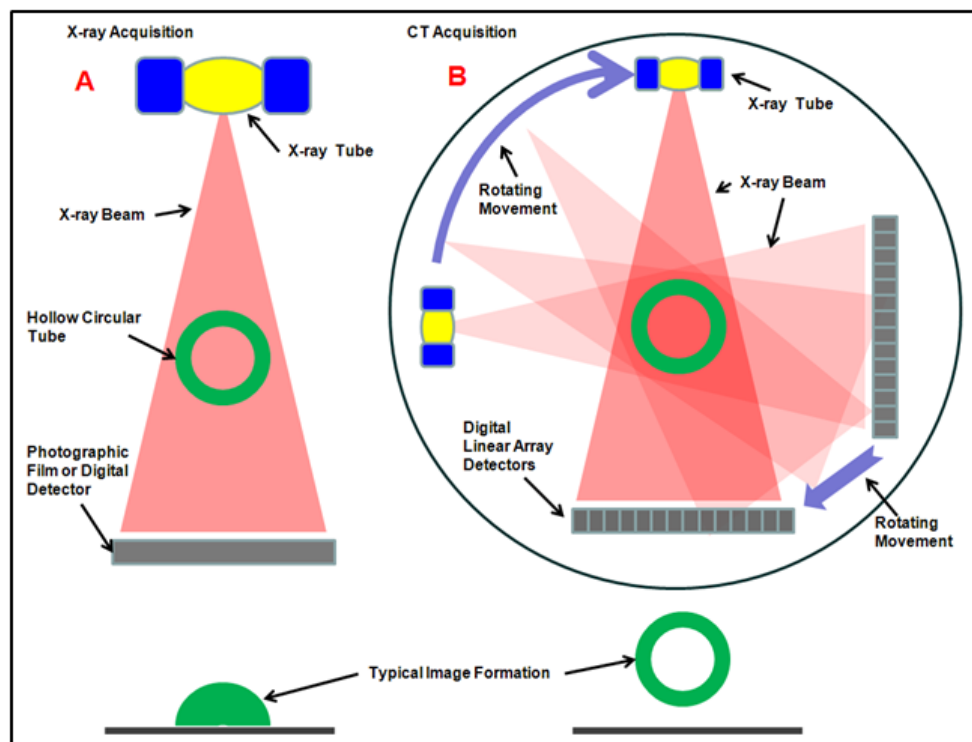 X-ray Acquisition
A
X-ray Tube
X-ray Beam
Hollow Circular
Tube
Photographic
Film or Digital
Detector
CT Acquisition
B
X-ray Tube
Rotating
Movement
X-ray Beam
Digital
Linear Array
Detectors
Rotating
Movement
Typical Image Formation